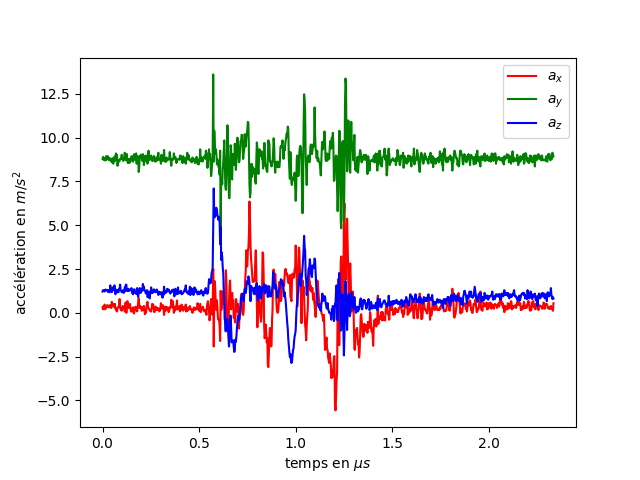 12.5
10.0
7.5
5.0
2.5
0.0
−2.5
−5.0
accélération en m/s²
0.0 0.5 1.0 1.5 2.0
temps en μs
a_x
a_y
a_z